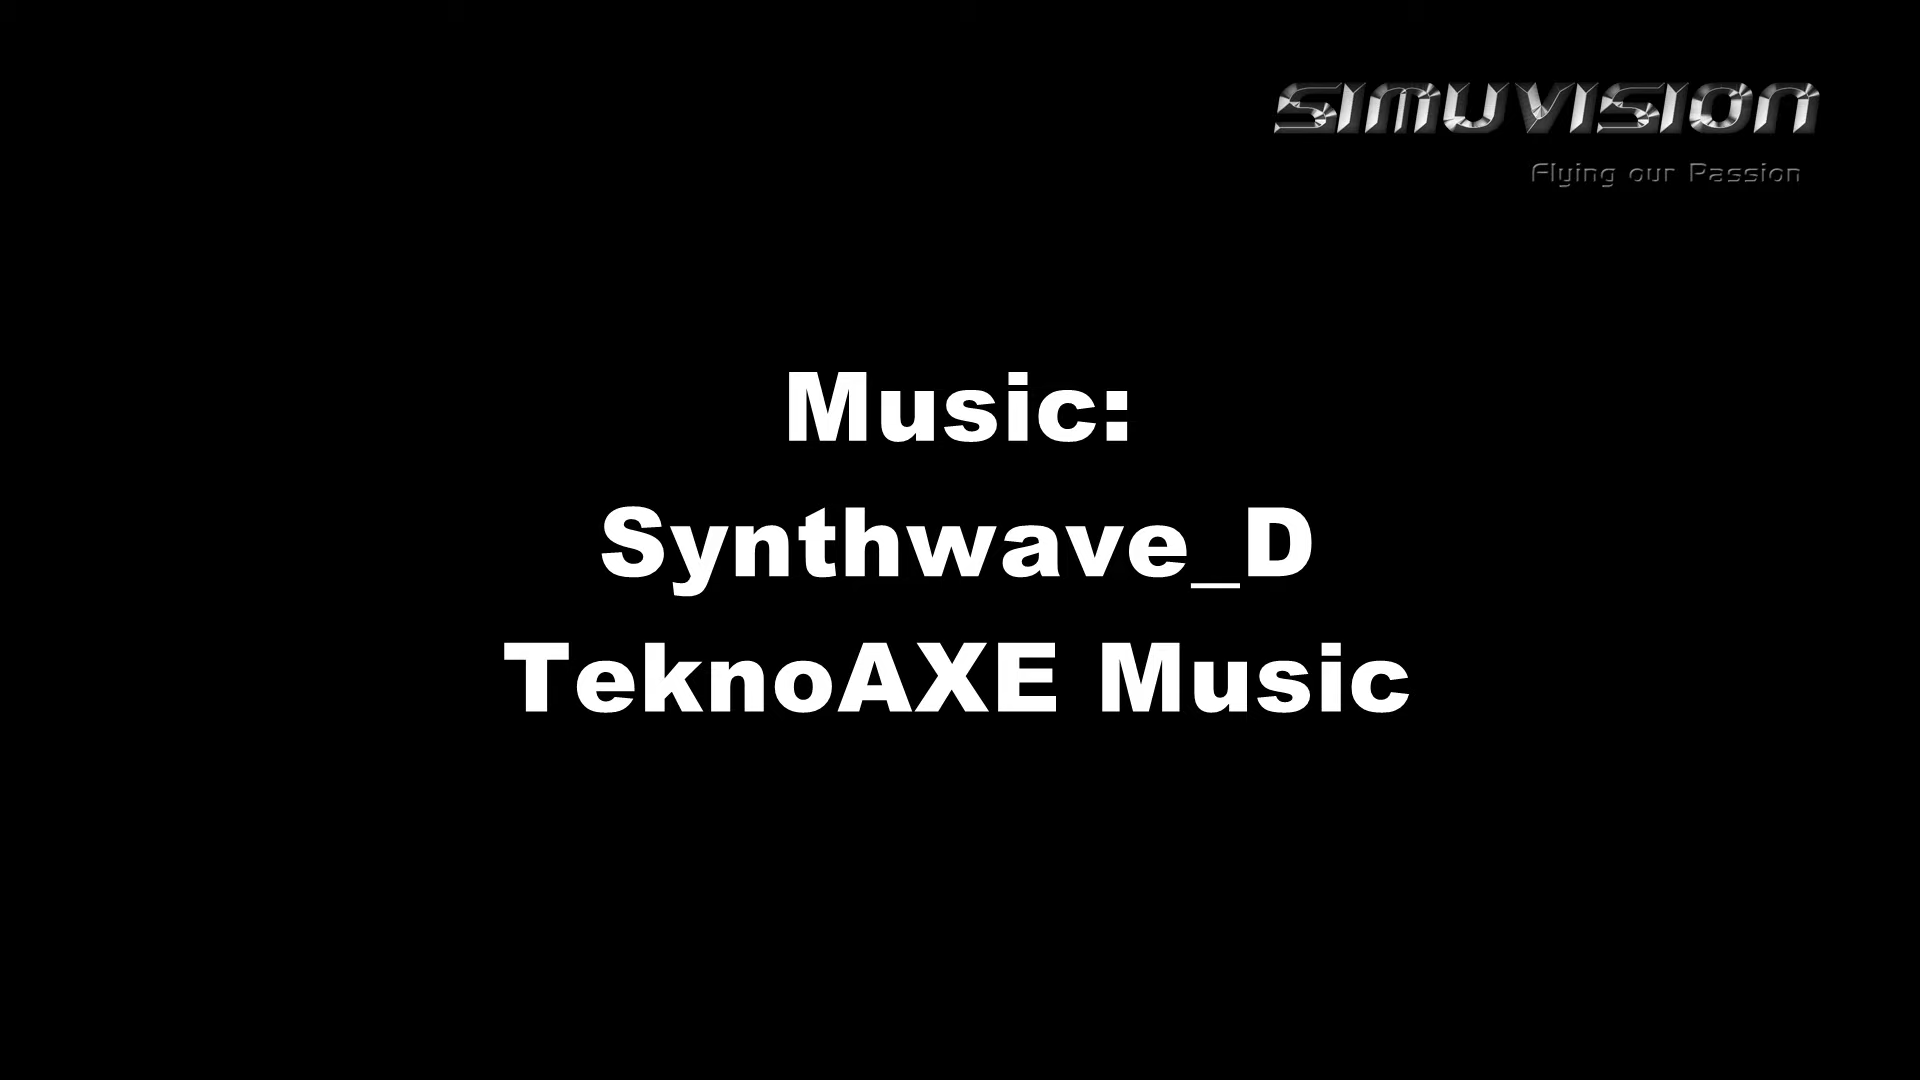 SIMUVISION
Flying our Passion
Music:
Synthwave_D
TeknoAXE Music